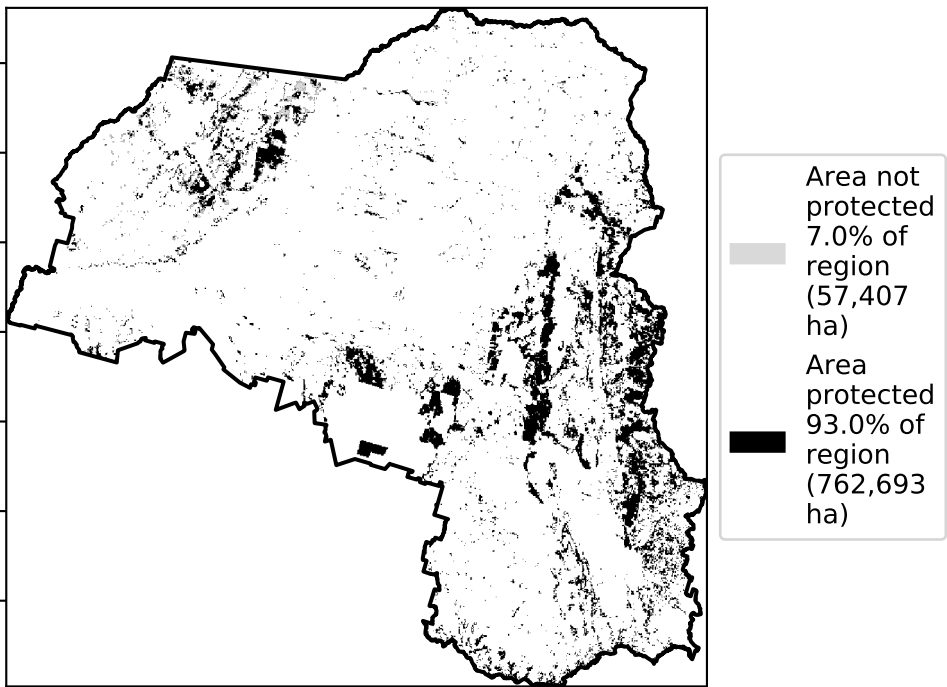 Area not
protected
7.0% of
region
(57,407
ha)
Area
protected
93.0% of
region
(762,693
ha)